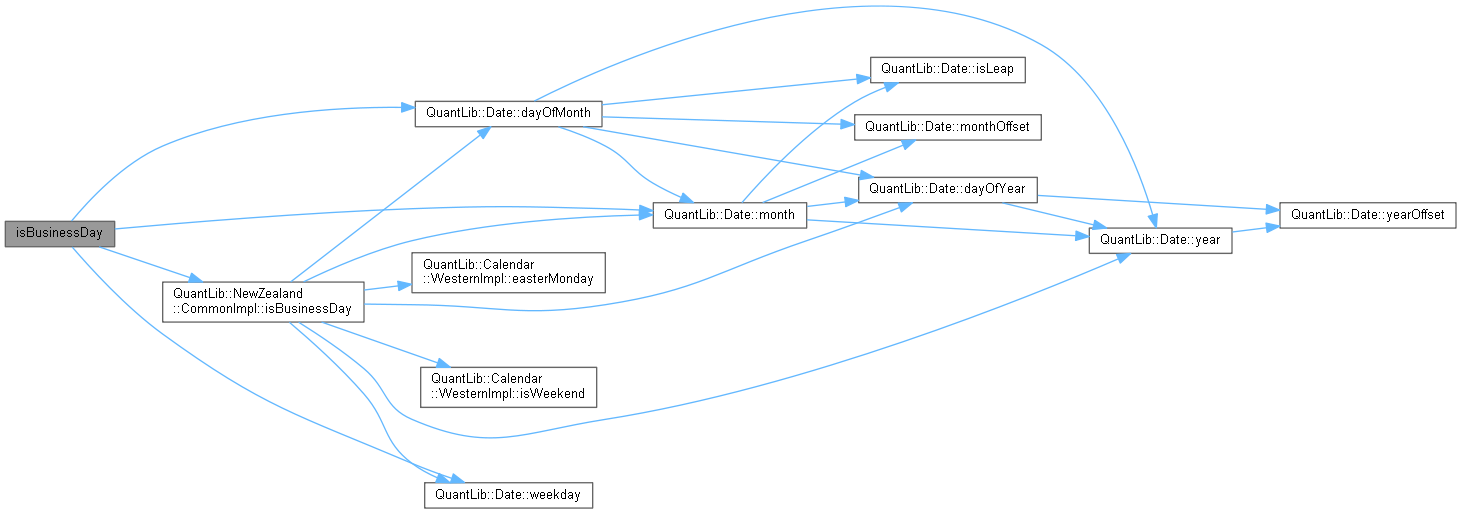 isBusinessDay
QuantLib::Date::dayOfMonth
QuantLib::Date::isLeap
QuantLib::Date::monthOffset
QuantLib::Date::dayOfYear
QuantLib::Date::month
QuantLib::Date::yearOffset
QuantLib::Date::year
QuantLib::NewZealand
::CommonImpl::isBusinessDay
QuantLib::Calendar
::WesternImpl::easterMonday
QuantLib::Calendar
::WesternImpl::isWeekend
QuantLib::Date::weekday